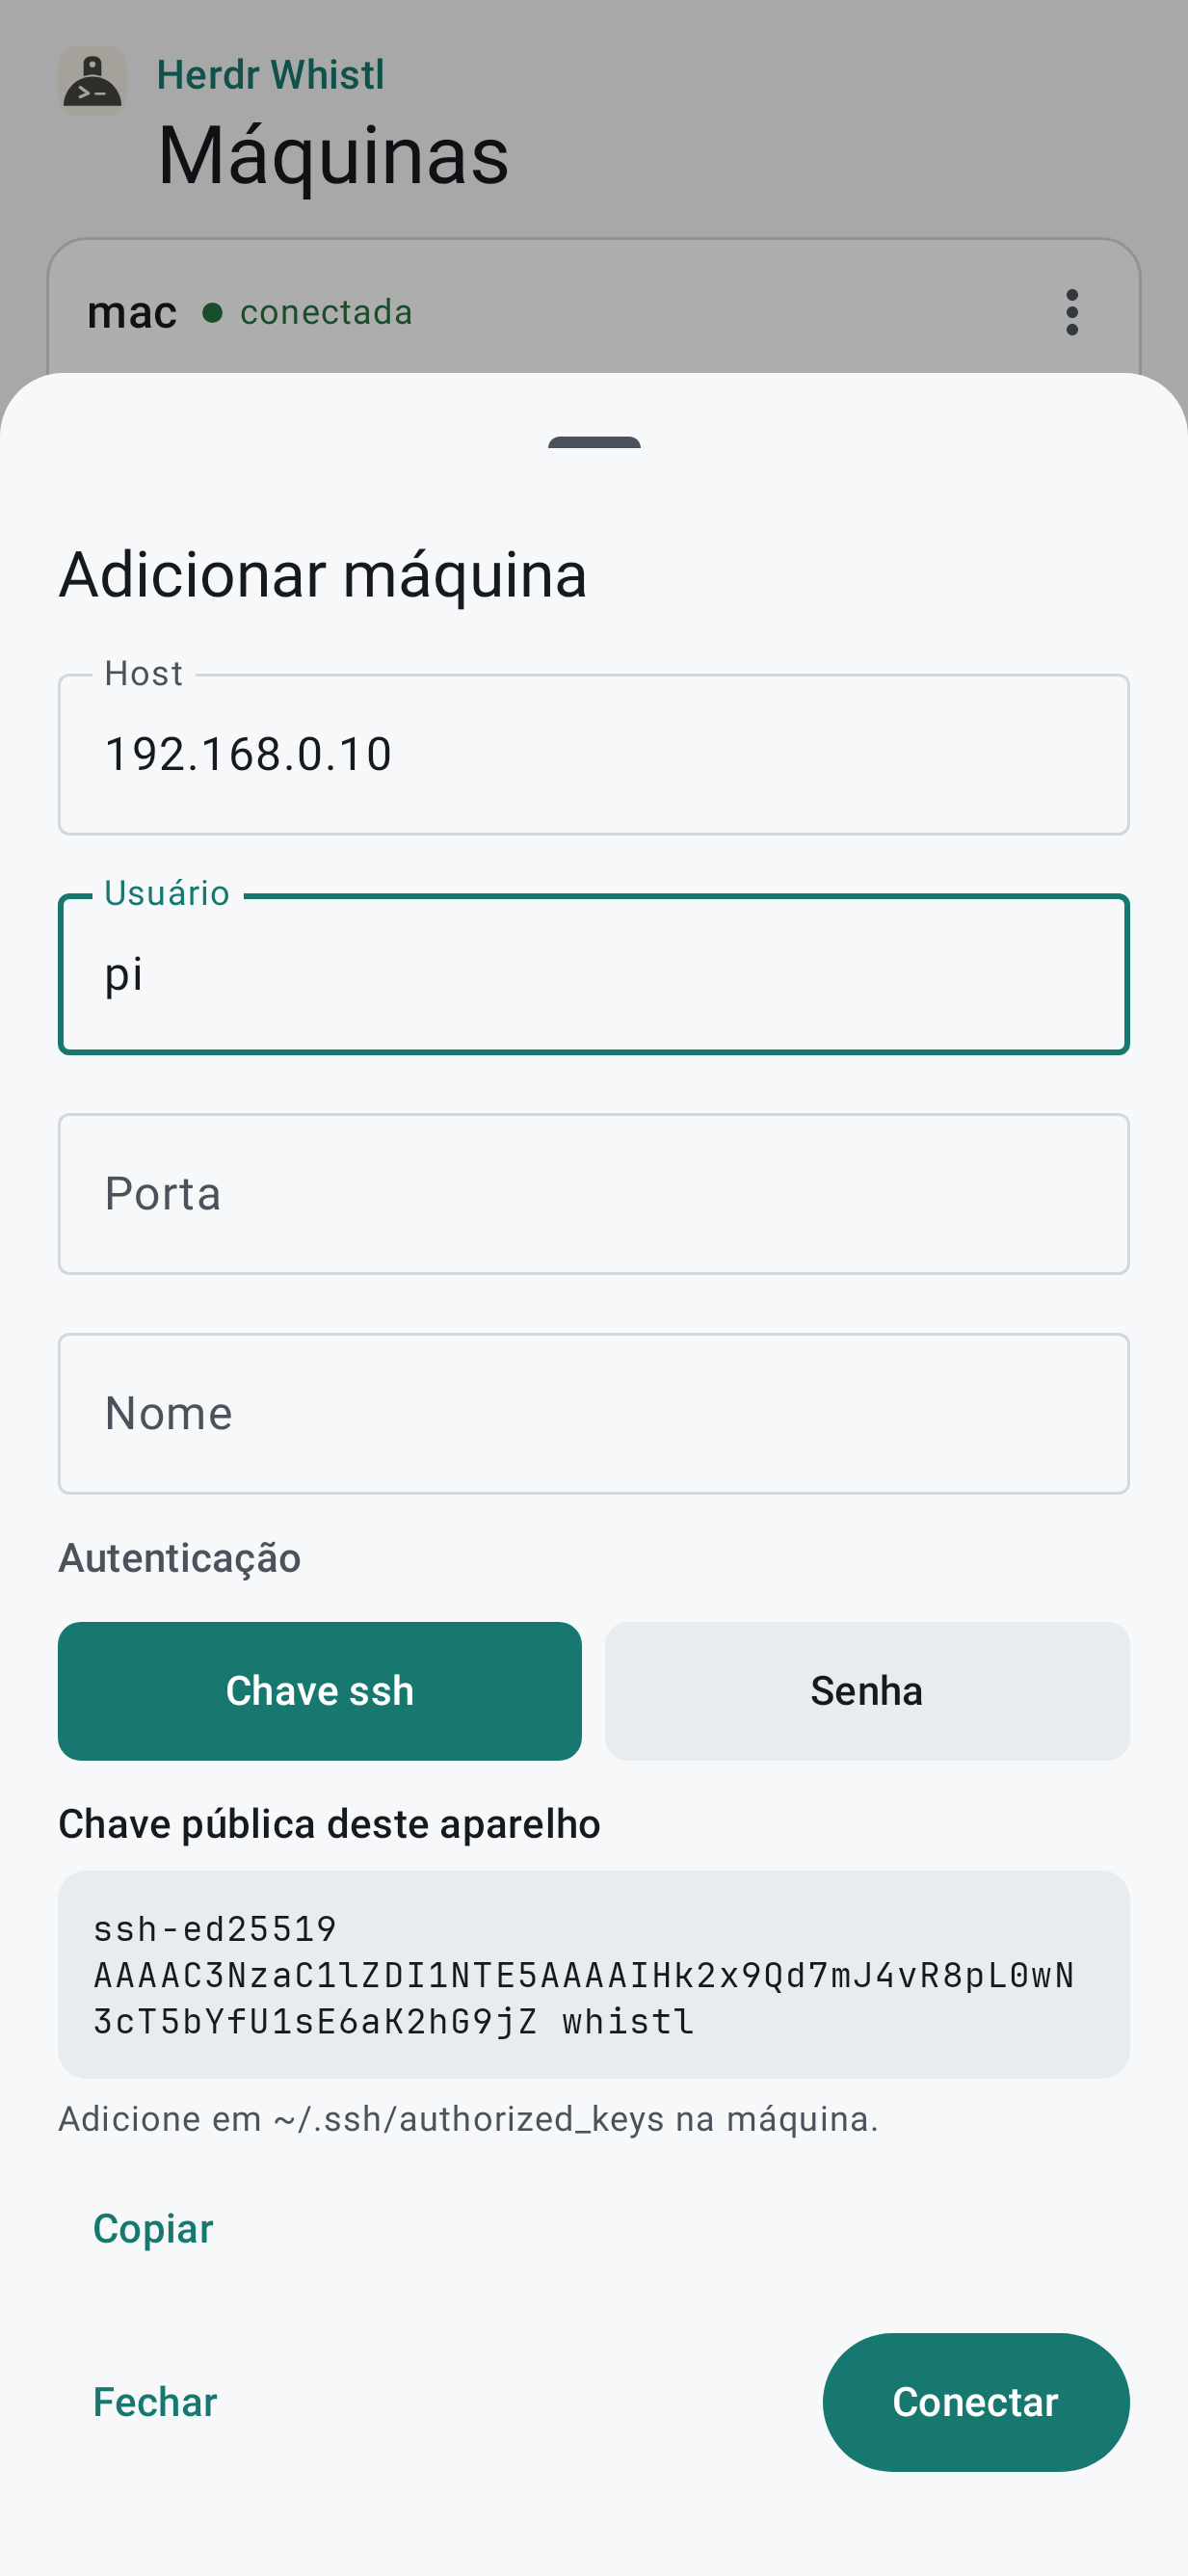 Herdr Whistl
Máquinas
mac conectada
Adicionar máquina
Host
192.168.0.10
Usuário
pi
Porta
Nome
Autenticação
Chave ssh
Senha
Chave pública deste aparelho
ssh-ed25519
AAAAC3NzaC1lZDI1NTE5AAAAIHk2x9Qd7mJ4vR8pL0wN
3cT5bYfU1sE6aK2hG9jZ whistl
Adicione em ~/.ssh/authorized_keys na máquina.
Copiar
Fechar
Conectar